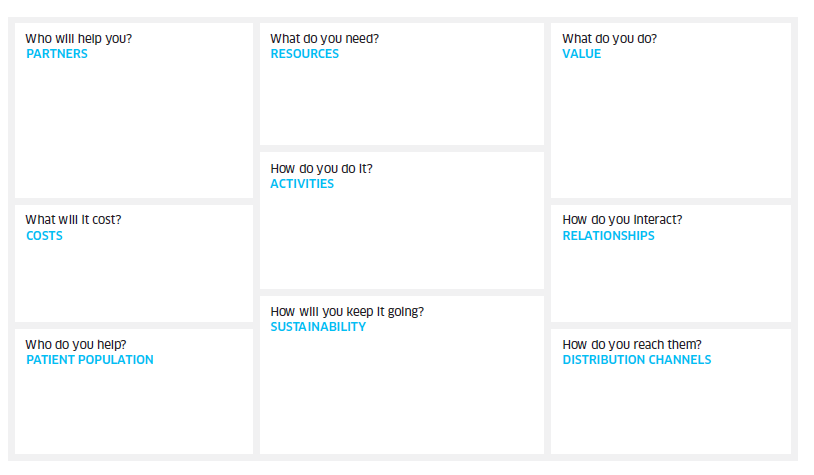 Who will help you?
PARTNERS
What do you need?
RESOURCES
What do you do?
VALUE
How do you do it?
ACTIVITIES
What will it cost?
COSTS
How do you interact?
RELATIONSHIPS
How will you keep it going?
SUSTAINABILITY
Who do you help?
PATIENT POPULATION
How do you reach them?
DISTRIBUTION CHANNELS